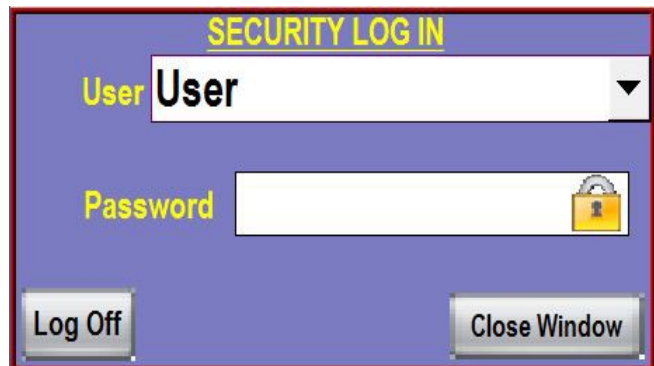 SECURITY LOG IN
User User
Password
Log Off Close Window